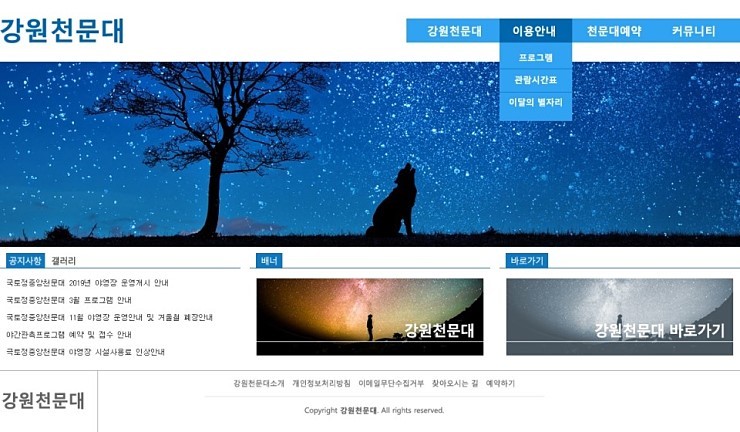 강원천문대
강원천문대 이용안내 천문대예약 커뮤니티
프로그램
관람시간표
이달의 별자리
공지사항 갤러리
국토정중앙천문대 2019년 야영장 운영개시 안내
국토정중앙천문대 3월 프로그램 안내
국토정중앙천문대 11월 야영장 운영안내 및 겨울철 폐장안내
야간관측프로그램 예약 및 접수 안내
국토정중앙천문대 야영장 시설사용료 인상안내
배너
강원천문대
바로가기
강원천문대 바로가기
강원천문대
강원천문대소개 개인정보처리방침 이메일무단수집거부 찾아오시는 길 예약하기
Copyright 강원천문대. All rights reserved.